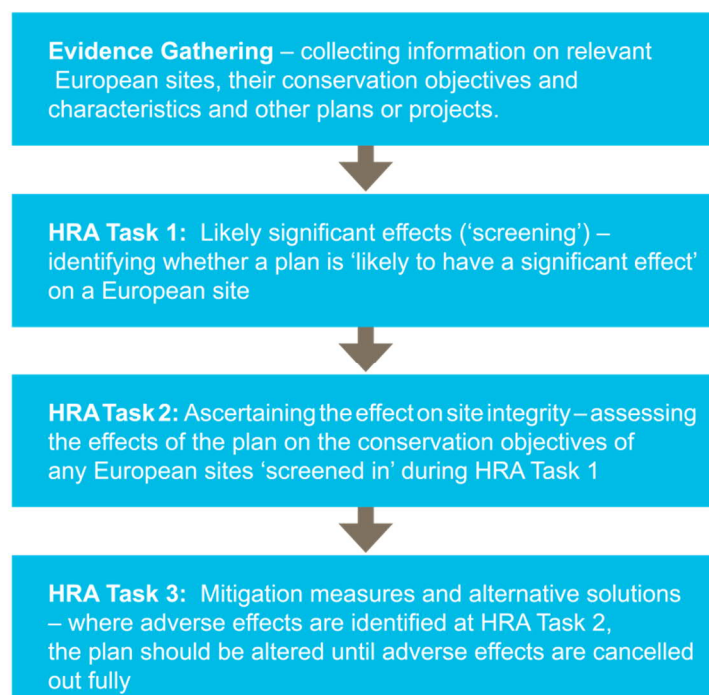 Evidence Gathering – collecting information on relevant
European sites, their conservation objectives and
characteristics and other plans or projects.
HRA Task 1: Likely significant effects (‘screening’) –
identifying whether a plan is ‘likely to have a significant effect’
on a European site
HRA Task 2: Ascertaining the effect on site integrity – assessing
the effects of the plan on the conservation objectives of
any European sites ‘screened in’ during HRA Task 1
HRA Task 3: Mitigation measures and alternative solutions
– where adverse effects are identified at HRA Task 2,
the plan should be altered until adverse effects are cancelled
out fully